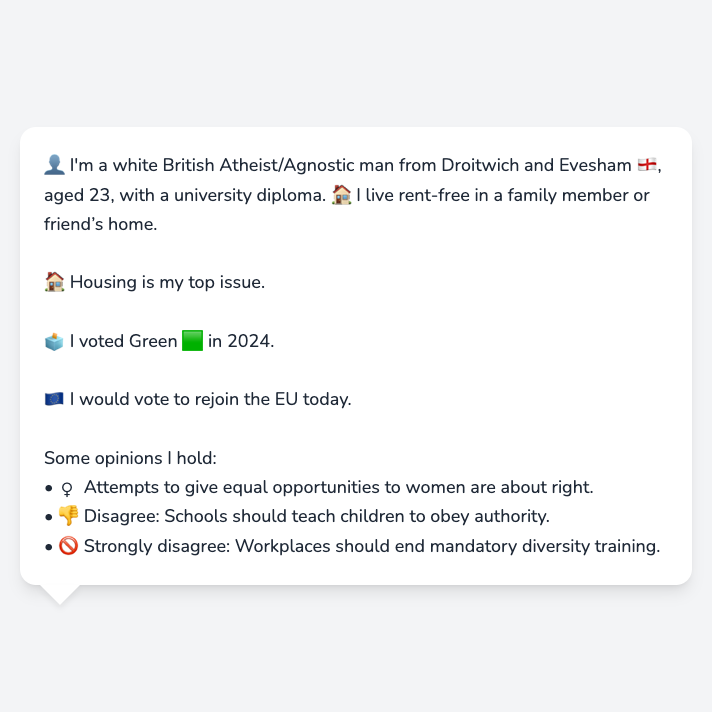 👤 I'm a white British Atheist/Agnostic man from Droitwich and Evesham 🏴󠁧󠁢󠁥󠁮󠁧󠁿,
aged 23, with a university diploma. 🏠 I live rent-free in a family member or
friend’s home.
🏠 Housing is my top issue.
🗳️ I voted Green 🟩 in 2024.
🇪🇺 I would vote to rejoin the EU today.
Some opinions I hold:
• ♀ Attempts to give equal opportunities to women are about right.
• 👎 Disagree: Schools should teach children to obey authority.
• 🚫 Strongly disagree: Workplaces should end mandatory diversity training.